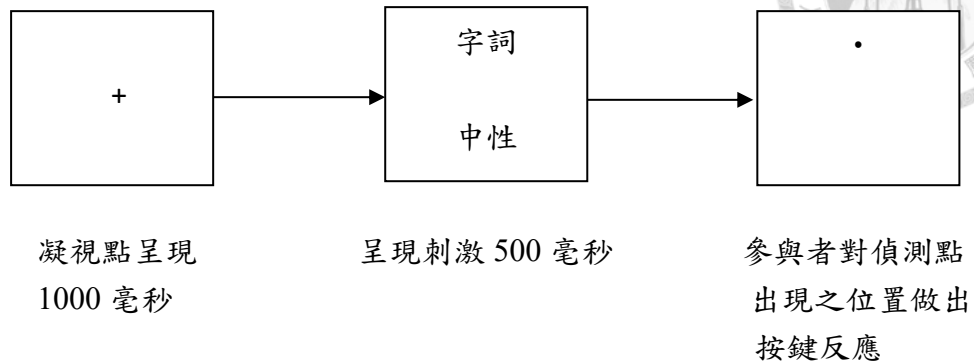 +
字詞
中性
•
凝視點呈現
1000 毫秒
呈現刺激 500 毫秒
參與者對偵測點
出現之位置做出
按鍵反應